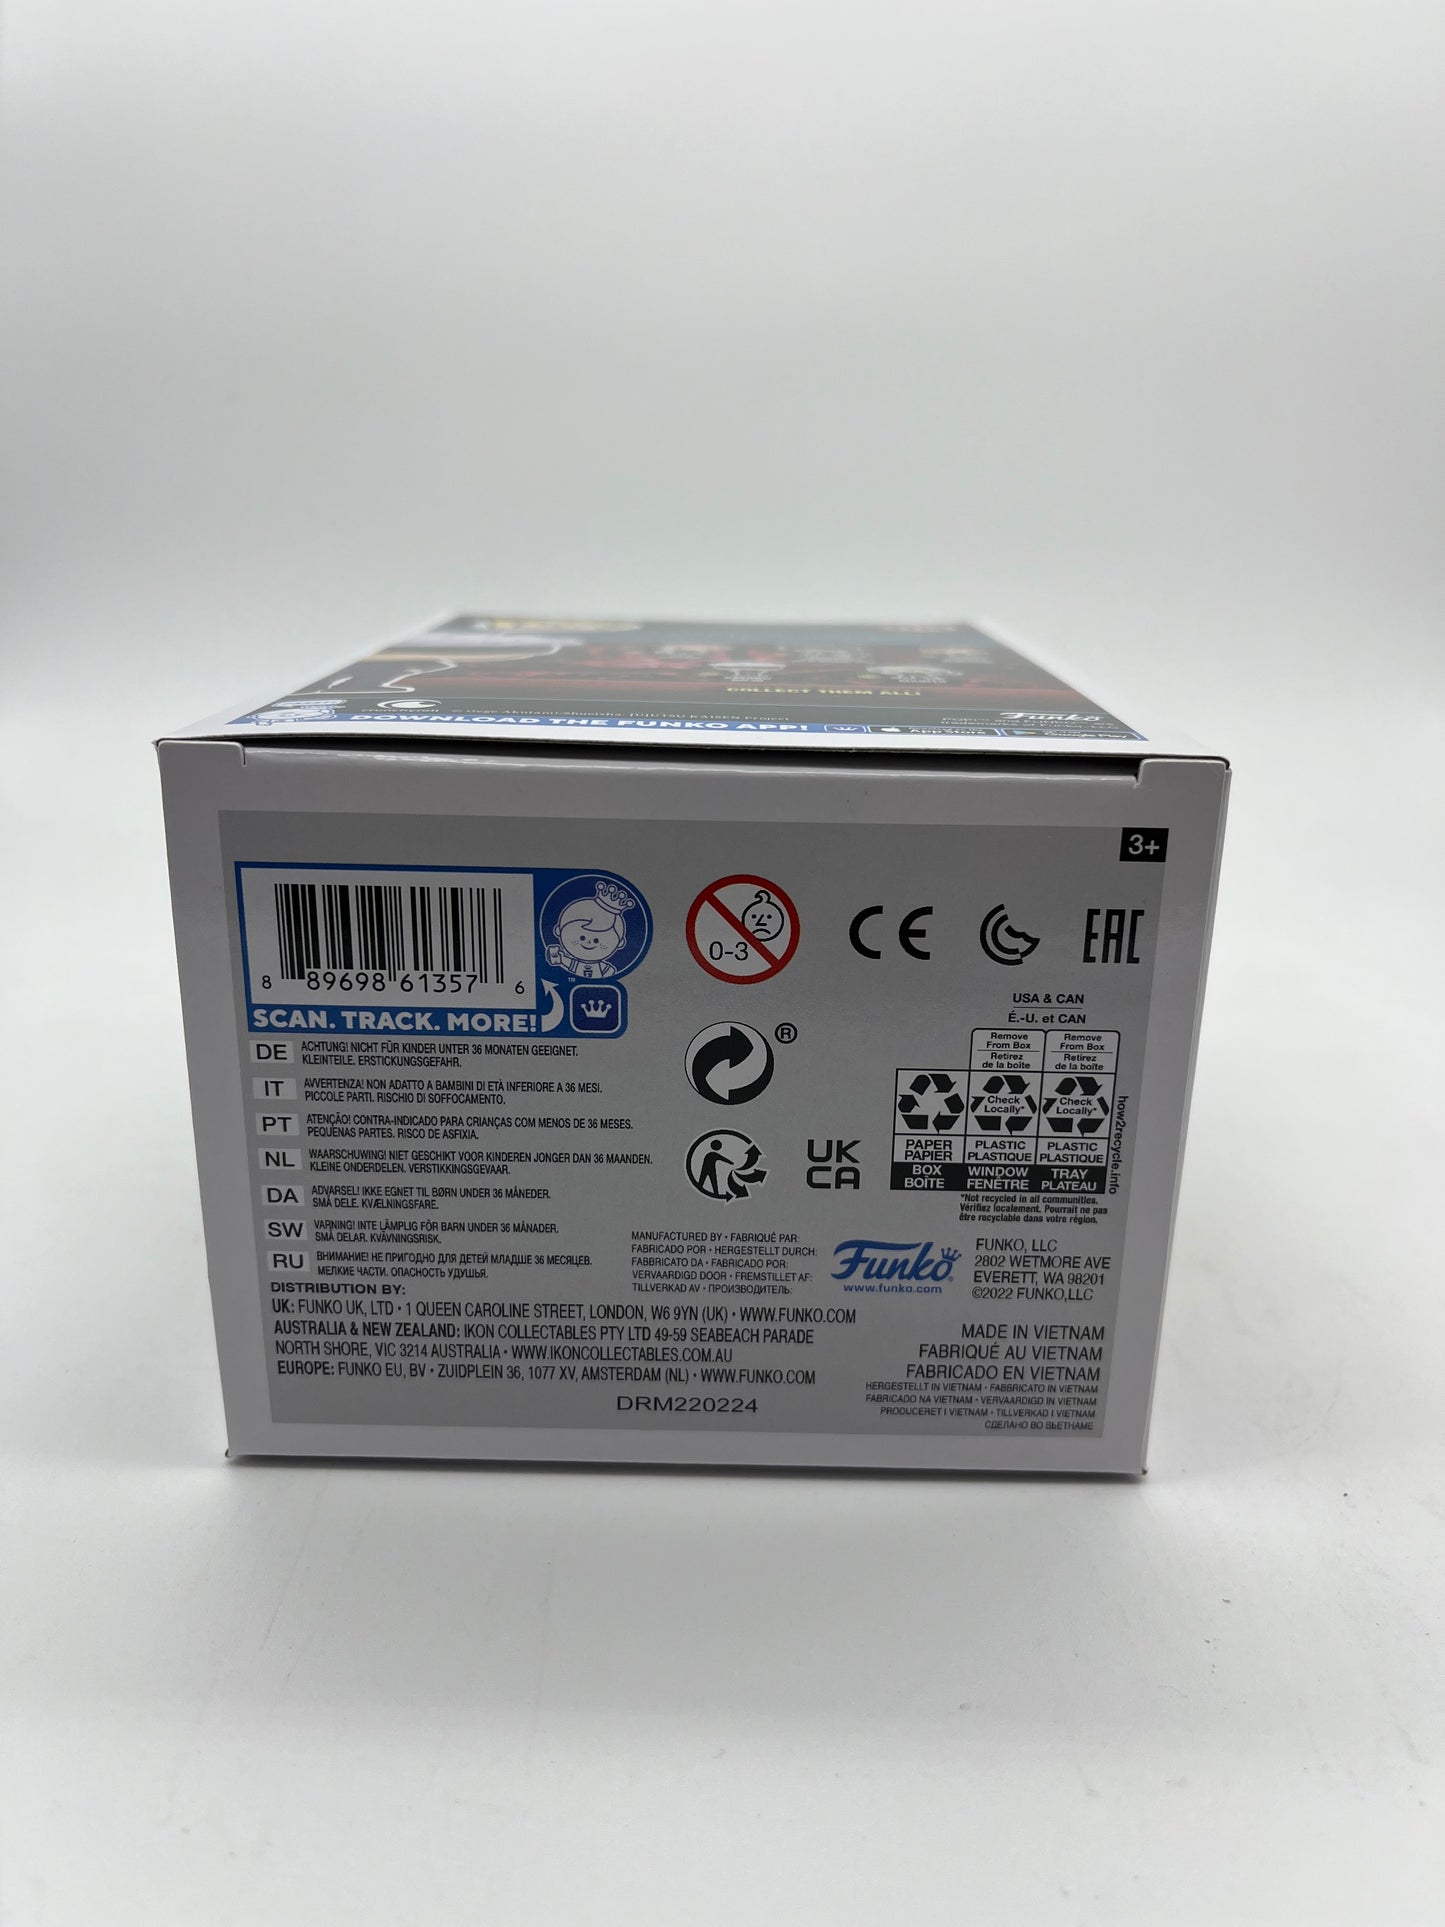 COLLECT THEM ALL!
crunchyroll © Gege Akutami/Shueisha, JUJUTSU KAISEN Project
Funko
DOWNLOAD THE FUNKO APP! App Store Google Play
3+
8 89698 61357 6
SCAN. TRACK. MORE!
™
0-3
CE
EAC
®
UK
CA
USA & CAN
É.-U. et CAN
Remove From Box Retirez de la boîte
Remove From Box Retirez de la boîte
Check Locally*
Check Locally*
PAPER PAPIER
PLASTIC PLASTIQUE
PLASTIC PLASTIQUE
BOX BOÎTE
WINDOW FENÊTRE
TRAY PLATEAU
how2recycle.info
*Not recycled in all communities.
Vérifiez localement. Pourrait ne pas
être recyclable dans votre région.
DE ACHTUNG! NICHT FÜR KINDER UNTER 36 MONATEN GEEIGNET.
KLEINTEILE. ERSTICKUNGSGEFAHR.
IT AVVERTENZA! NON ADATTO A BAMBINI DI ETÀ INFERIORE A 36 MESI.
PICCOLE PARTI. RISCHIO DI SOFFOCAMENTO.
PT ATENÇÃO! CONTRA-INDICADO PARA CRIANÇAS COM MENOS DE 36 MESES.
PEQUENAS PARTES. RISCO DE ASFIXIA.
NL WAARSCHUWING! NIET GESCHIKT VOOR KINDEREN JONGER DAN 36 MAANDEN.
KLEINE ONDERDELEN. VERSTIKKINGSGEVAAR.
DA ADVARSEL! IKKE EGNET TIL BØRN UNDER 36 MÅNEDER.
SMÅ DELE. KVÆLNINGSFARE.
SW VARNING! INTE LÄMPLIG FÖR BARN UNDER 36 MÅNADER.
SMÅ DELAR. KVÄVNINGSRISK.
RU ВНИМАНИЕ! НЕ ПРИГОДНО ДЛЯ ДЕТЕЙ МЛАДШЕ 36 МЕСЯЦЕВ.
МЕЛКИЕ ЧАСТИ. ОПАСНОСТЬ УДУШЬЯ.
MANUFACTURED BY • FABRIQUÉ PAR:
FABRICADO POR • HERGESTELLT DURCH:
FABBRICATO DA • FABRICADO POR:
VERVAARDIGD DOOR • FREMSTILLET AF:
TILLVERKAD AV • ПРОИЗВОДИТЕЛЬ:
Funko
www.funko.com
FUNKO, LLC
2802 WETMORE AVE
EVERETT, WA 98201
©2022 FUNKO,LLC
DISTRIBUTION BY:
UK: FUNKO UK, LTD • 1 QUEEN CAROLINE STREET, LONDON, W6 9YN (UK) • WWW.FUNKO.COM
AUSTRALIA & NEW ZEALAND: IKON COLLECTABLES PTY LTD 49-59 SEABEACH PARADE
NORTH SHORE, VIC 3214 AUSTRALIA • WWW.IKONCOLLECTABLES.COM.AU
EUROPE: FUNKO EU, BV • ZUIDPLEIN 36, 1077 XV, AMSTERDAM (NL) • WWW.FUNKO.COM
DRM220224
MADE IN VIETNAM
FABRIQUÉ AU VIETNAM
FABRICADO EN VIETNAM
HERGESTELLT IN VIETNAM • FABBRICATO IN VIETNAM
FABRICADO NA VIETNAM • VERVAARDIGD IN VIETNAM
PRODUCERET I VIETNAM • TILLVERKAD I VIETNAM
СДЕЛАНО ВО ВЬЕТНАМЕ